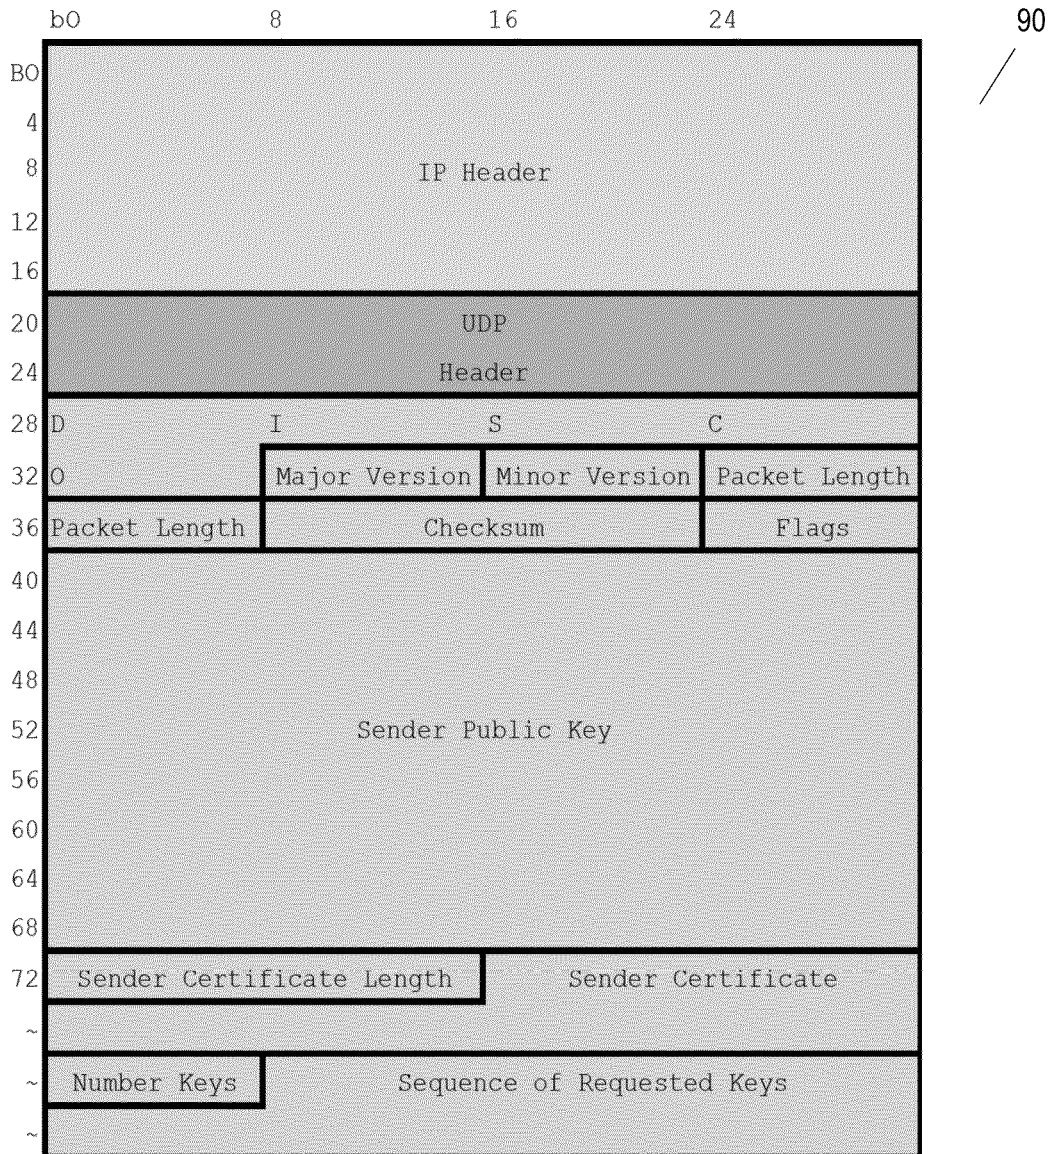 b0 8 16 24 90
B0
4
8 IP Header
12
16
20 UDP
24 Header
28 D I S C
32 O Major Version Minor Version Packet Length
36 Packet Length Checksum Flags
40
44
48
52 Sender Public Key
56
60
64
68
72 Sender Certificate Length Sender Certificate
~
~ Number Keys Sequence of Requested Keys
~